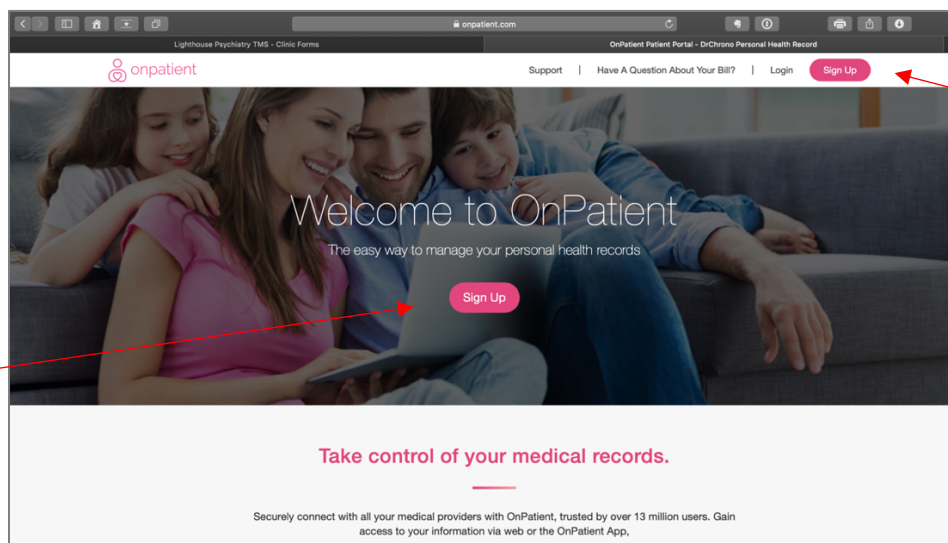 onpatient.com
Lighthouse Psychiatry TMS - Clinic Forms
OnPatient Patient Portal - DrChrono Personal Health Record
onpatient
Support | Have A Question About Your Bill? | Login Sign Up
Welcome to OnPatient
The easy way to manage your personal health records
Sign Up
Take control of your medical records.
Securely connect with all your medical providers with OnPatient, trusted by over 13 million users. Gain
access to your information via web or the OnPatient App,